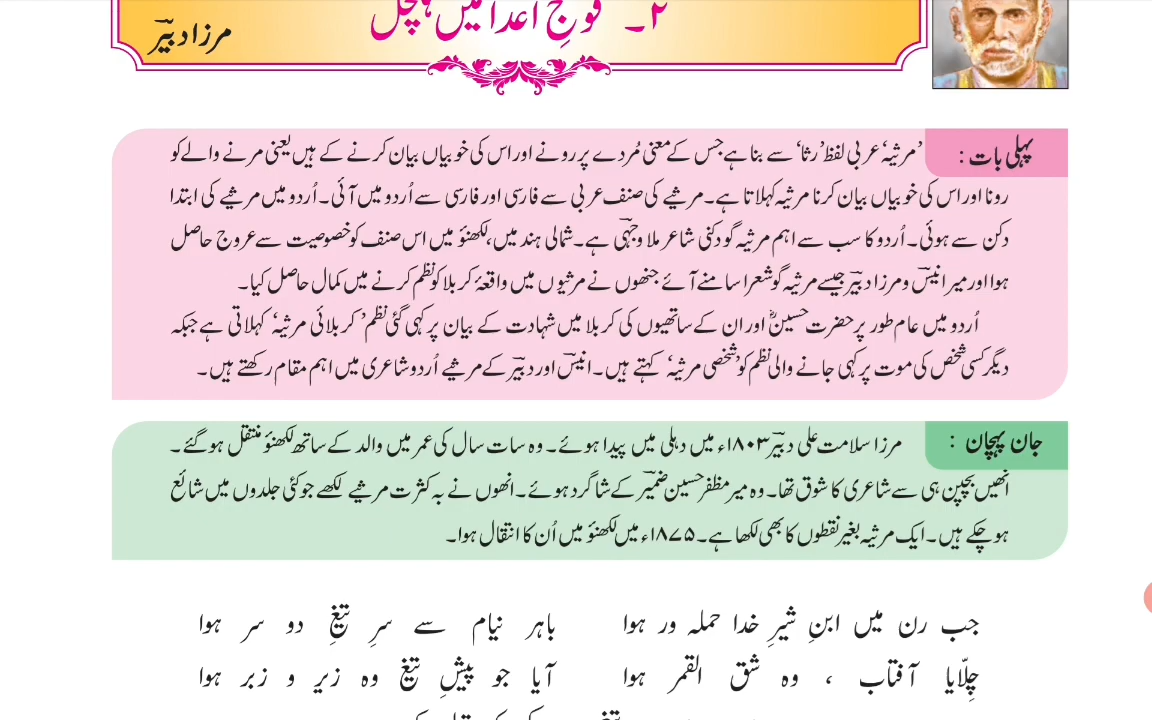 ۲۔ فوجِ اعدا میں ہلچل
مرزا دبیرؔ
پہلی بات : ’مرثیہ‘ عربی لفظ ’رثا‘ سے بنا ہے جس کے معنی مُردے پر رونے اور اس کی خوبیاں بیان کرنے کے ہیں یعنی مرنے والے کو
رونا اور اس کی خوبیاں بیان کرنا مرثیہ کہلاتا ہے۔ مرثیے کی صنف عربی سے فارسی اور فارسی سے اُردو میں آئی۔ اُردو میں مرثیے کی ابتدا
دکن سے ہوئی۔ اُردو کا سب سے اہم مرثیہ گو دکنی شاعر ملا وجہیؔ ہے۔ شمالی ہند میں، لکھنؤ میں اس صنف کو خصوصیت سے عروج حاصل
ہوا اور میر انیسؔ و مرزا دبیرؔ جیسے مرثیہ گو شعرا سامنے آئے جنھوں نے مرثیوں میں واقعۂ کربلا کو نظم کرنے میں کمال حاصل کیا۔
اُردو میں عام طور پر حضرت حسینؓ اور ان کے ساتھیوں کی کربلا میں شہادت کے بیان پر کہی گئی نظم ’کربلائی مرثیہ‘ کہلاتی ہے جبکہ
دیگر کسی شخص کی موت پر کہی جانے والی نظم کو ’شخصی مرثیہ‘ کہتے ہیں۔ انیسؔ اور دبیرؔ کے مرثیے اُردو شاعری میں اہم مقام رکھتے ہیں۔
جان پہچان : مرزا سلامت علی دبیرؔ ۱۸۰۳ء میں دہلی میں پیدا ہوئے۔ وہ سات سال کی عمر میں والد کے ساتھ لکھنؤ منتقل ہو گئے۔
انھیں بچپن ہی سے شاعری کا شوق تھا۔ وہ میر مظفر حسین ضمیرؔ کے شاگرد ہوئے۔ انھوں نے بہ کثرت مرثیے لکھے جو کئی جلدوں میں شائع
ہو چکے ہیں۔ ایک مرثیہ بغیر نقطوں کا بھی لکھا ہے۔ ۱۸۷۵ء میں لکھنؤ میں اُن کا انتقال ہوا۔
جب رن میں ابنِ شیرِ خدا حملہ ور ہوا باہر نیام سے سرِ تیغِ دو سر ہوا
چِلّایا آفتاب ، وہ شق القمر ہوا آیا جو پیشِ تیغ وہ زیر و زبر ہوا